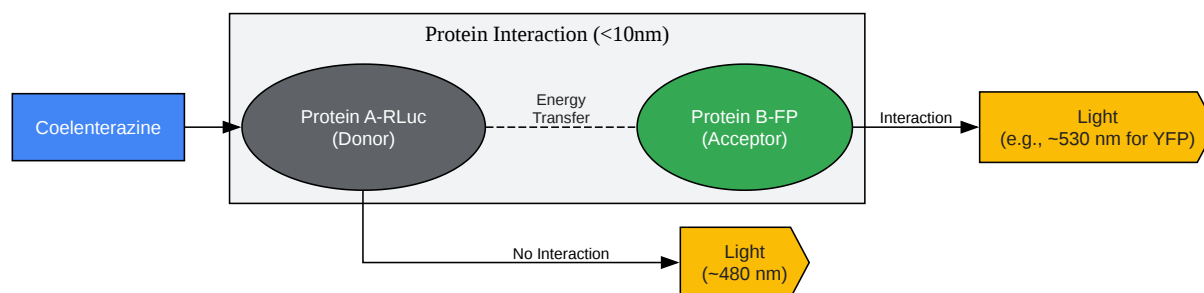 Protein Interaction (<10nm)
Coelenterazine
Protein A-RLuc
(Donor)
Energy
Transfer
Protein B-FP
(Acceptor)
Interaction
Light
(e.g., ~530 nm for YFP)
No Interaction
Light
(~480 nm)